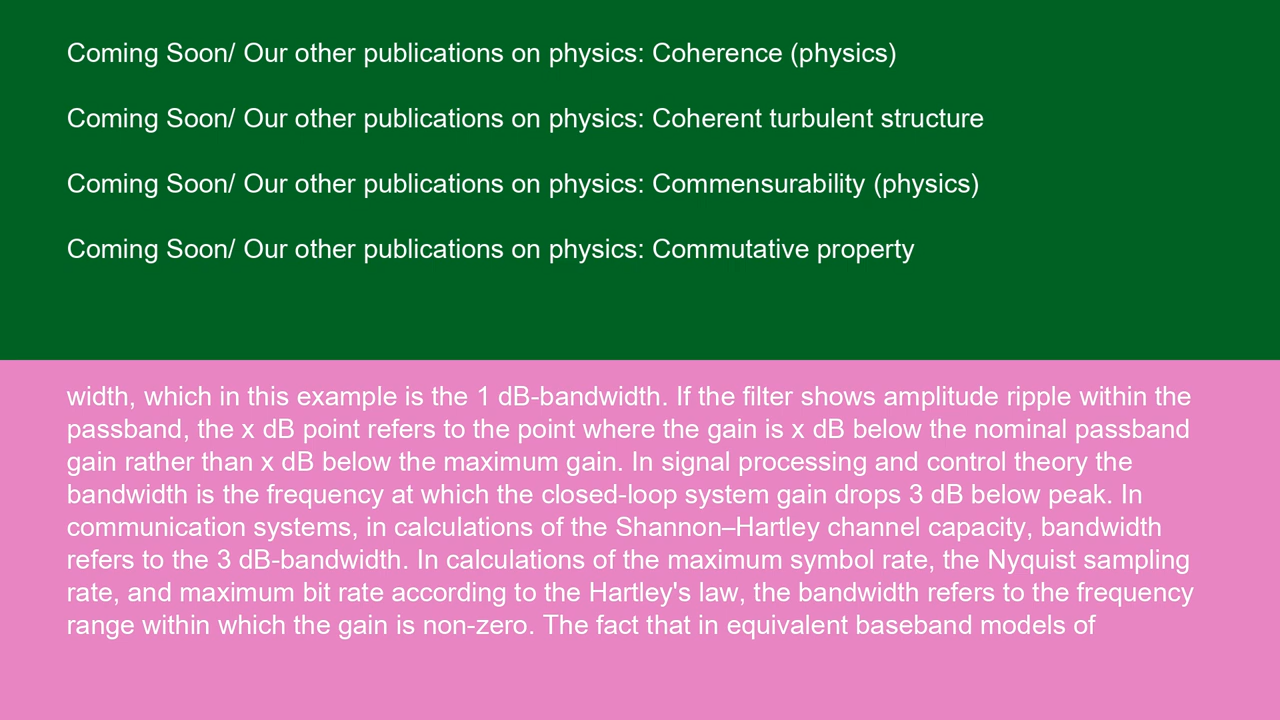 Coming Soon/ Our other publications on physics: Coherence (physics)
Coming Soon/ Our other publications on physics: Coherent turbulent structure
Coming Soon/ Our other publications on physics: Commensurability (physics)
Coming Soon/ Our other publications on physics: Commutative property
width, which in this example is the 1 dB-bandwidth. If the filter shows amplitude ripple within the
passband, the x dB point refers to the point where the gain is x dB below the nominal passband
gain rather than x dB below the maximum gain. In signal processing and control theory the
bandwidth is the frequency at which the closed-loop system gain drops 3 dB below peak. In
communication systems, in calculations of the Shannon–Hartley channel capacity, bandwidth
refers to the 3 dB-bandwidth. In calculations of the maximum symbol rate, the Nyquist sampling
rate, and maximum bit rate according to the Hartley's law, the bandwidth refers to the frequency
range within which the gain is non-zero. The fact that in equivalent baseband models of